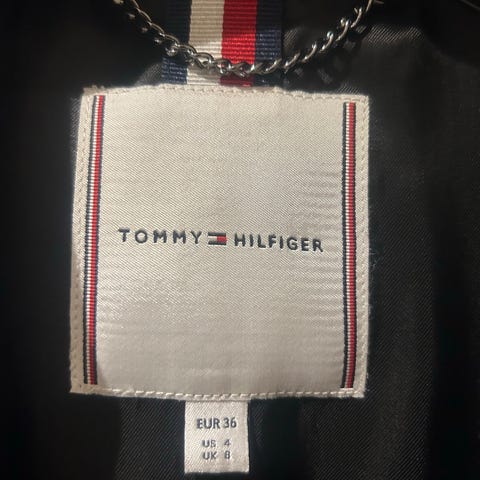 TOMMY HILFIGER
EUR 36
US 4
UK 8